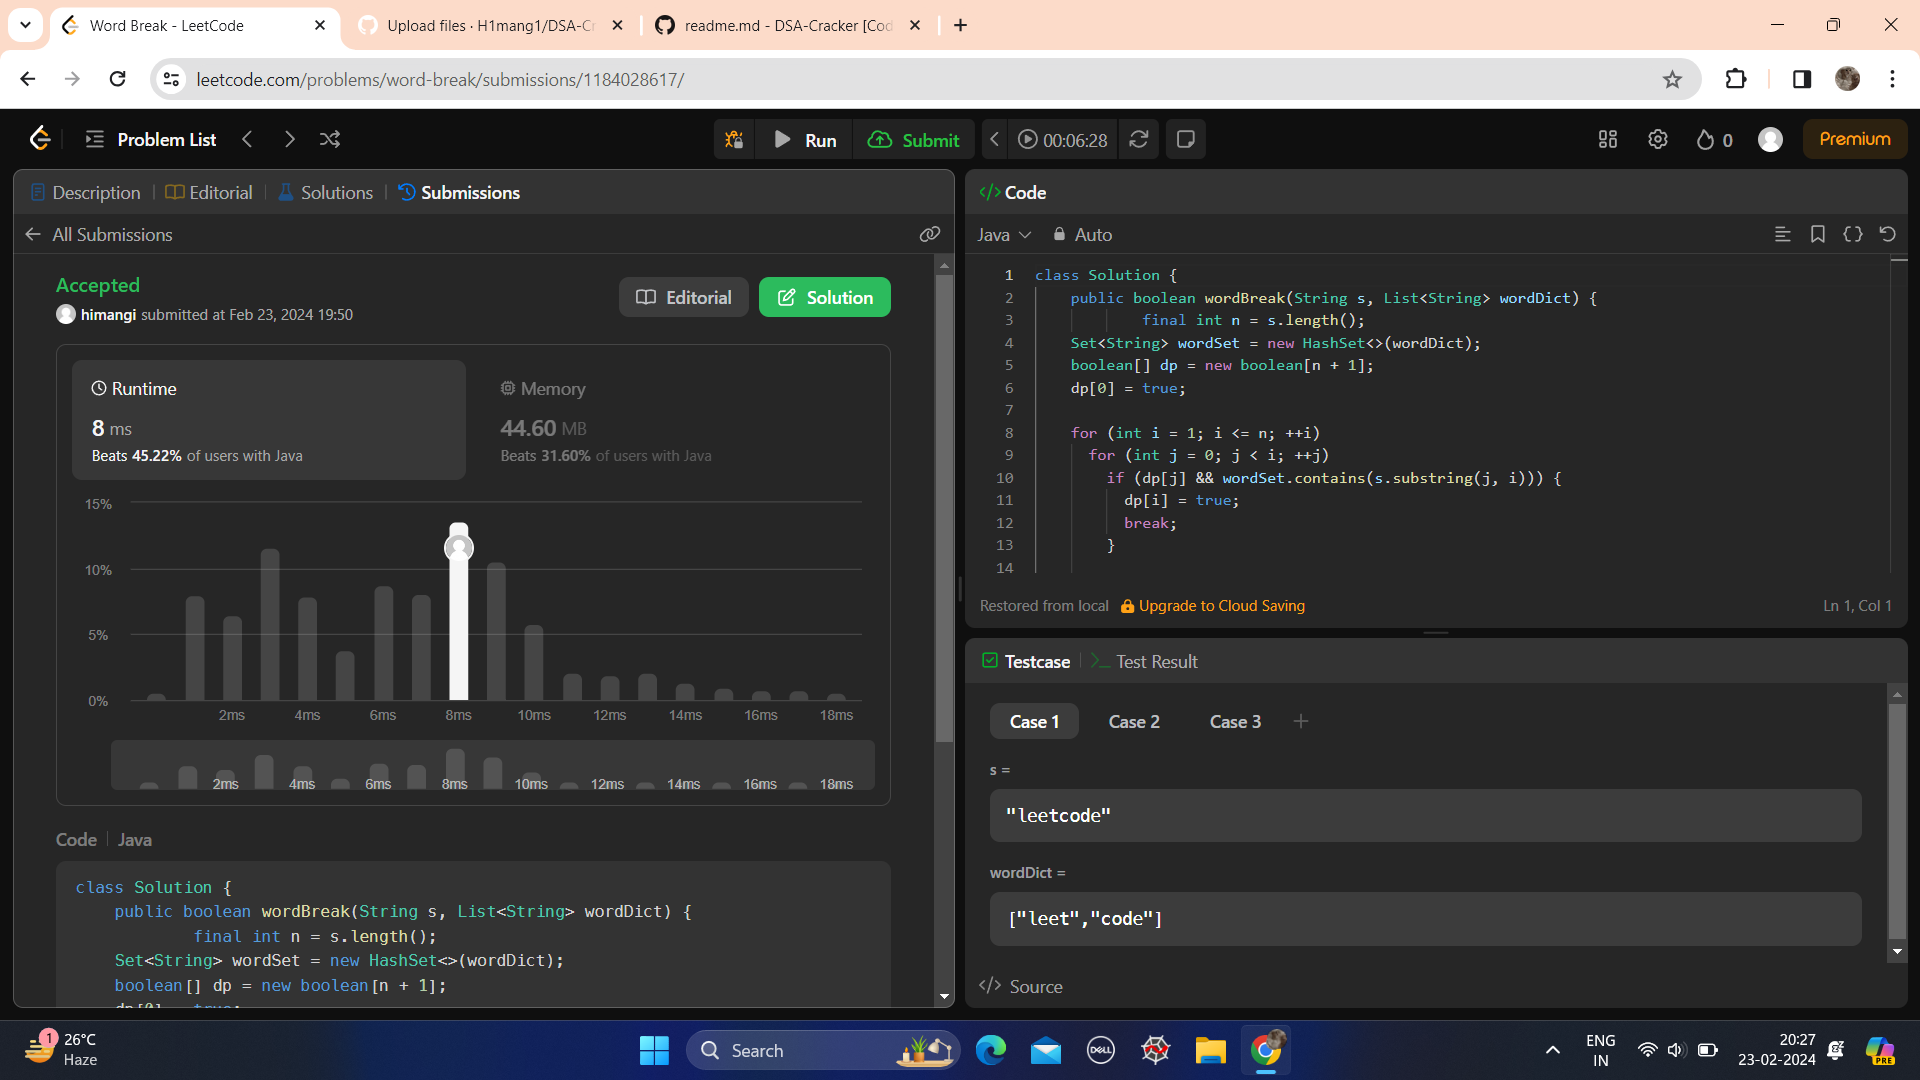 Word Break - LeetCode
Upload files · H1mang1/DSA-Cr
readme.md - DSA-Cracker [Cod
leetcode.com/problems/word-break/submissions/1184028617/
Problem List
Run
Submit
00:06:28
0
Premium
Description
Editorial
Solutions
Submissions
All Submissions
Accepted
himangi submitted at Feb 23, 2024 19:50
Editorial
Solution
Runtime
8 ms
Beats 45.22% of users with Java
Memory
44.60 MB
Beats 31.60% of users with Java
15%
10%
5%
0%
2ms 4ms 6ms 8ms 10ms 12ms 14ms 16ms 18ms
2ms 4ms 6ms 8ms 10ms 12ms 14ms 16ms 18ms
Code Java
class Solution {
public boolean wordBreak(String s, List<String> wordDict) {
final int n = s.length();
Set<String> wordSet = new HashSet<>(wordDict);
boolean[] dp = new boolean[n + 1];
dp[0] = true;
</> Code
Java
Auto
1 class Solution {
2 public boolean wordBreak(String s, List<String> wordDict) {
3 final int n = s.length();
4 Set<String> wordSet = new HashSet<>(wordDict);
5 boolean[] dp = new boolean[n + 1];
6 dp[0] = true;
7
8 for (int i = 1; i <= n; ++i)
9 for (int j = 0; j < i; ++j)
10 if (dp[j] && wordSet.contains(s.substring(j, i))) {
11 dp[i] = true;
12 break;
13 }
14
Restored from local
Upgrade to Cloud Saving
Ln 1, Col 1
Testcase
Test Result
Case 1
Case 2
Case 3
s =
"leetcode"
wordDict =
["leet","code"]
</> Source
1
26°C
Haze
Search
DELL
ENG
IN
20:27
23-02-2024
PRE